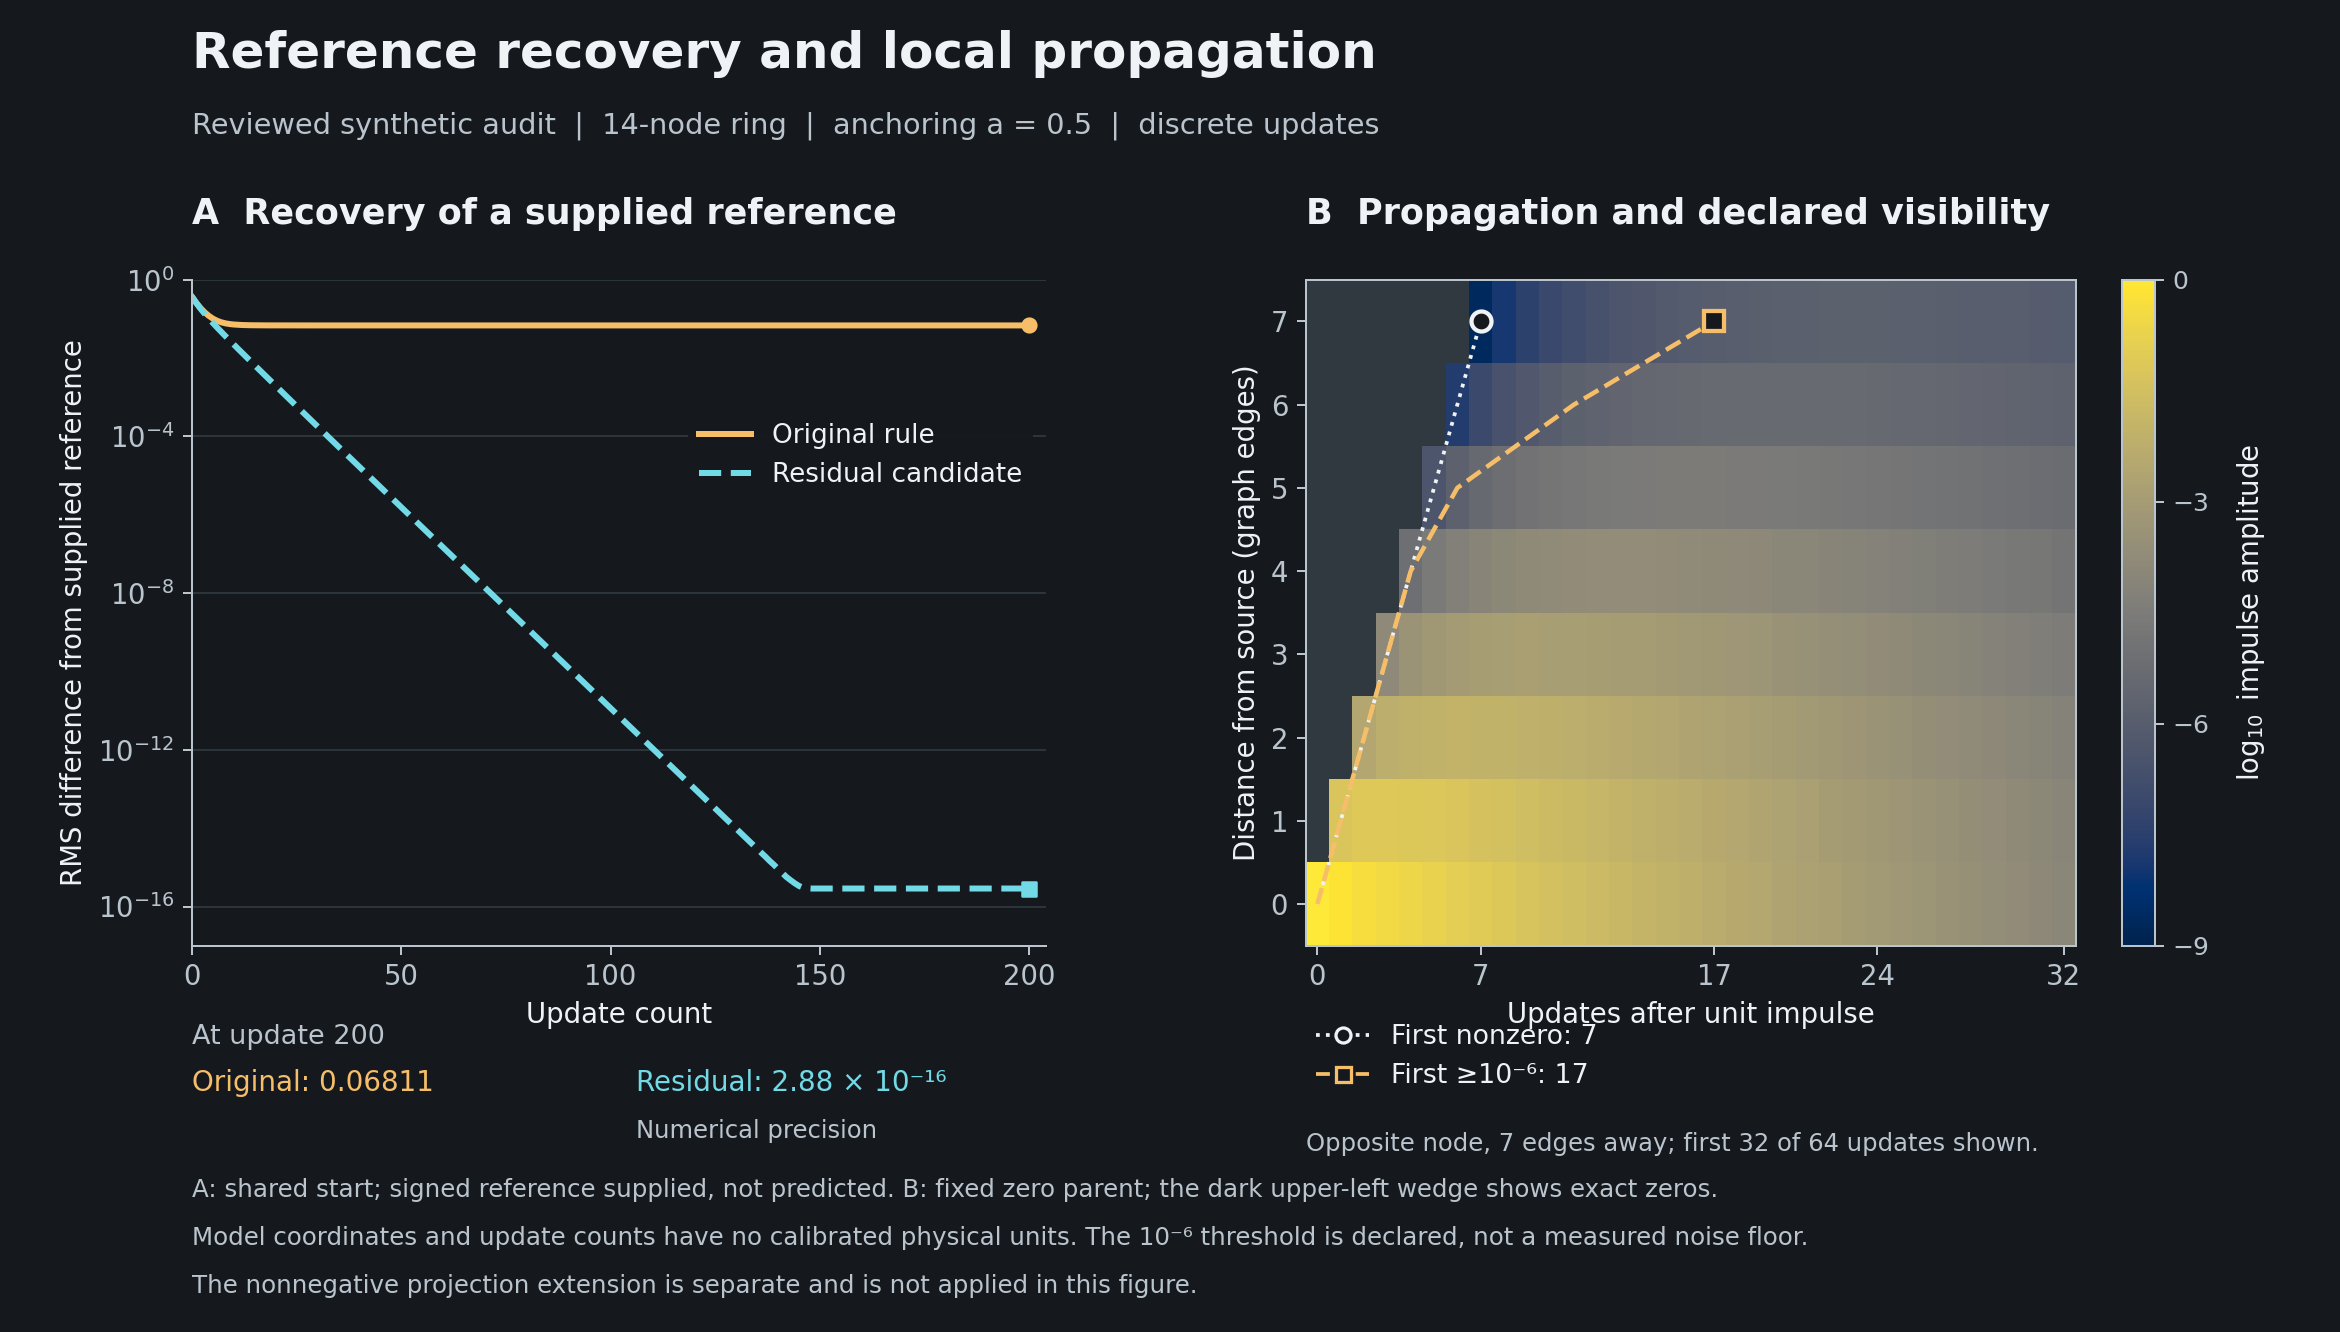 Reference recovery and local propagation
Reviewed synthetic audit | 14-node ring | anchoring a = 0.5 | discrete updates
A Recovery of a supplied reference
RMS difference from supplied reference
10⁰
10⁻⁴
10⁻⁸
10⁻¹²
10⁻¹⁶
Original rule
Residual candidate
0 50 100 150 200
Update count
At update 200
Original: 0.06811
Residual: 2.88 × 10⁻¹⁶
Numerical precision
B Propagation and declared visibility
Distance from source (graph edges)
7
6
5
4
3
2
1
0
0 7 17 24 32
Updates after unit impulse
First nonzero: 7
First ≥10⁻⁶: 17
0
−3
−6
−9
log₁₀ impulse amplitude
Opposite node, 7 edges away; first 32 of 64 updates shown.
A: shared start; signed reference supplied, not predicted. B: fixed zero parent; the dark upper-left wedge shows exact zeros.
Model coordinates and update counts have no calibrated physical units. The 10⁻⁶ threshold is declared, not a measured noise floor.
The nonnegative projection extension is separate and is not applied in this figure.